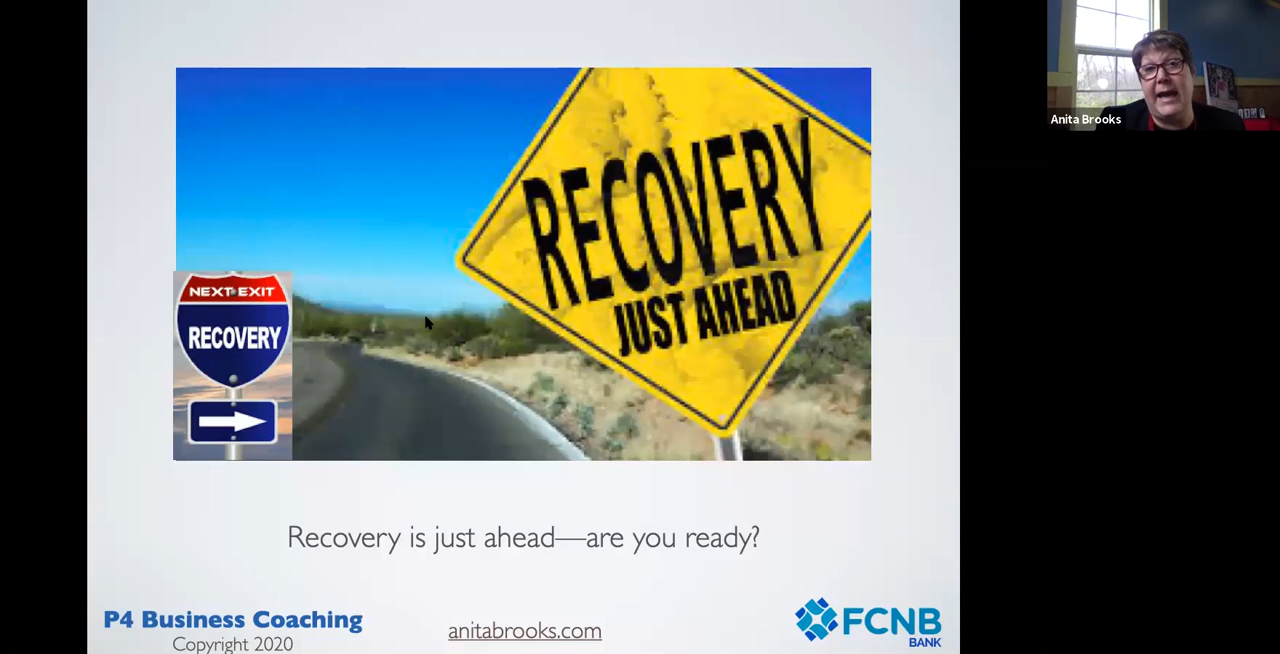 RECOVERY
JUST AHEAD
NEXT EXIT
RECOVERY
Recovery is just ahead—are you ready?
P4 Business Coaching
Copyright 2020
anitabrooks.com
FCNB
BANK
Anita Brooks